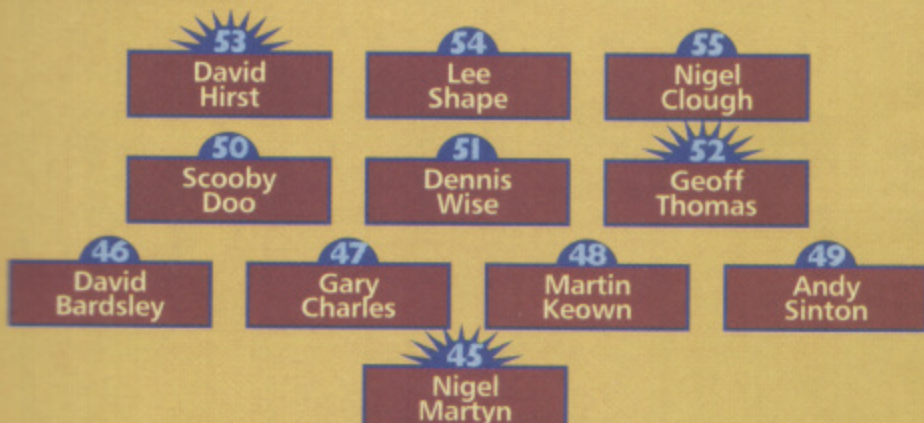 53
David
Hirst
54
Lee
Shape
55
Nigel
Clough
50
Scooby
Doo
51
Dennis
Wise
52
Geoff
Thomas
46
David
Bardsley
47
Gary
Charles
48
Martin
Keown
49
Andy
Sinton
45
Nigel
Martyn